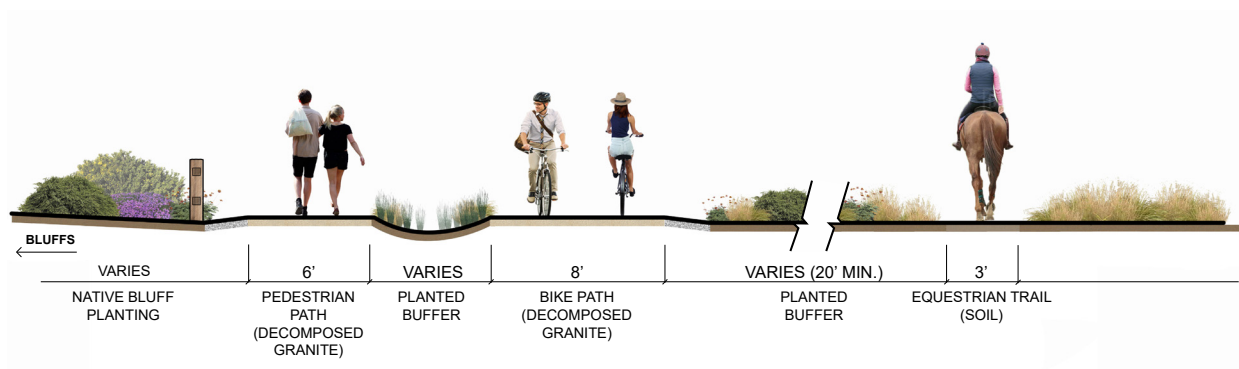 BLUFFS
VARIES
6’
VARIES
8’
VARIES (20’ MIN.)
3’
NATIVE BLUFF
PLANTING
PEDESTRIAN
PATH
(DECOMPOSED
GRANITE)
PLANTED
BUFFER
BIKE PATH
(DECOMPOSED
GRANITE)
PLANTED
BUFFER
EQUESTRIAN TRAIL
(SOIL)